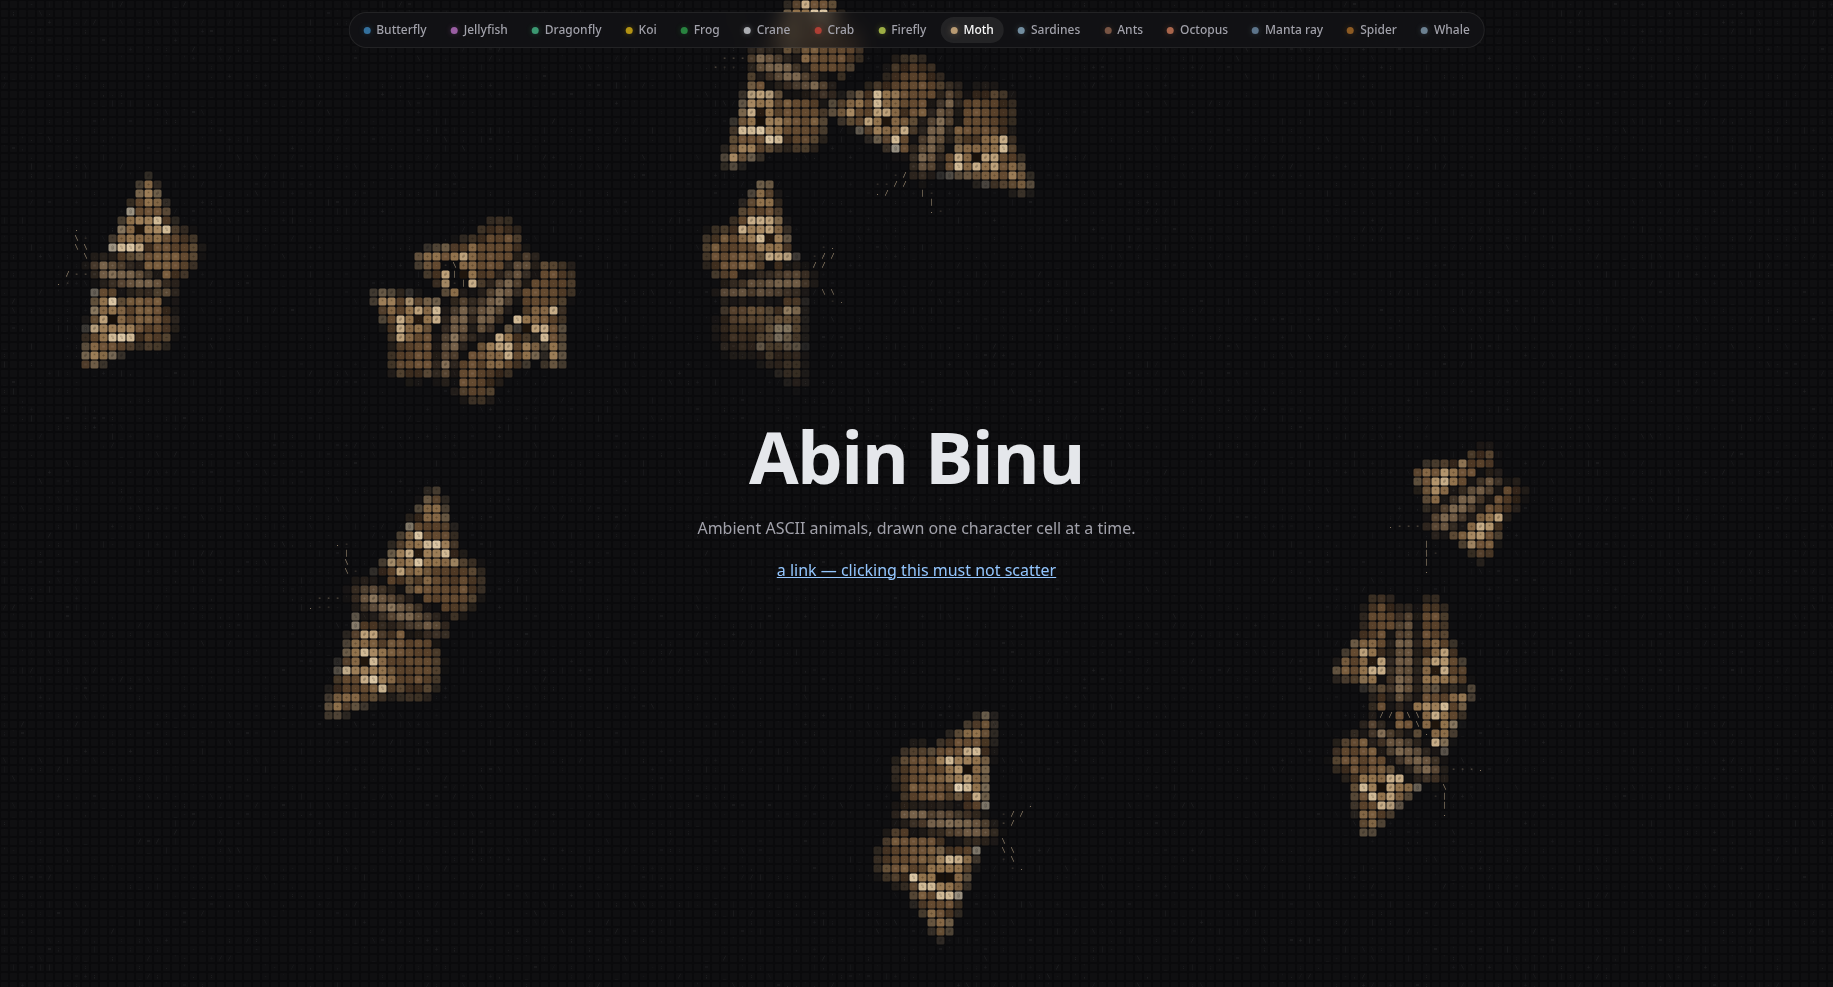 Butterfly Jellyfish Dragonfly Koi Frog Crane Crab Firefly Moth Sardines Ants Octopus Manta ray Spider Whale
Abin Binu
Ambient ASCII animals, drawn one character cell at a time.
a link — clicking this must not scatter